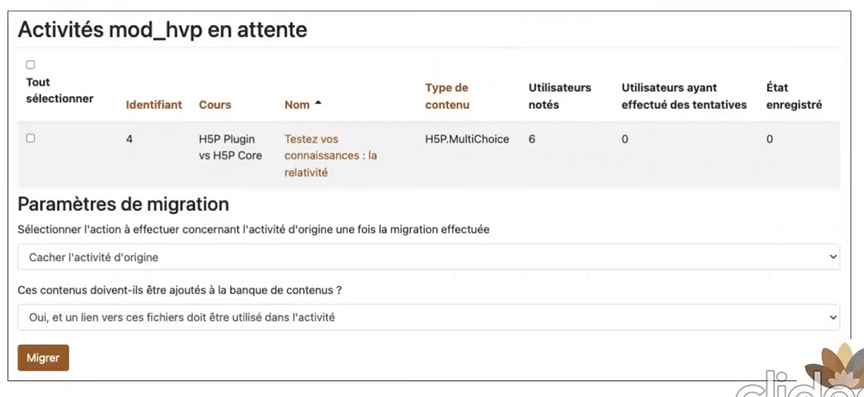 Activités mod_hvp en attente
Tout
sélectionner
Identifiant Cours Nom Type de contenu Utilisateurs notés Utilisateurs ayant effectué des tentatives État enregistré
4 H5P Plugin vs H5P Core Testez vos connaissances : la relativité H5P.MultiChoice 6 0 0
Paramètres de migration
Sélectionner l'action à effectuer concernant l'activité d'origine une fois la migration effectuée
Cacher l'activité d'origine
Ces contenus doivent-ils être ajoutés à la banque de contenus ?
Oui, et un lien vers ces fichiers doit être utilisé dans l'activité
Migrer